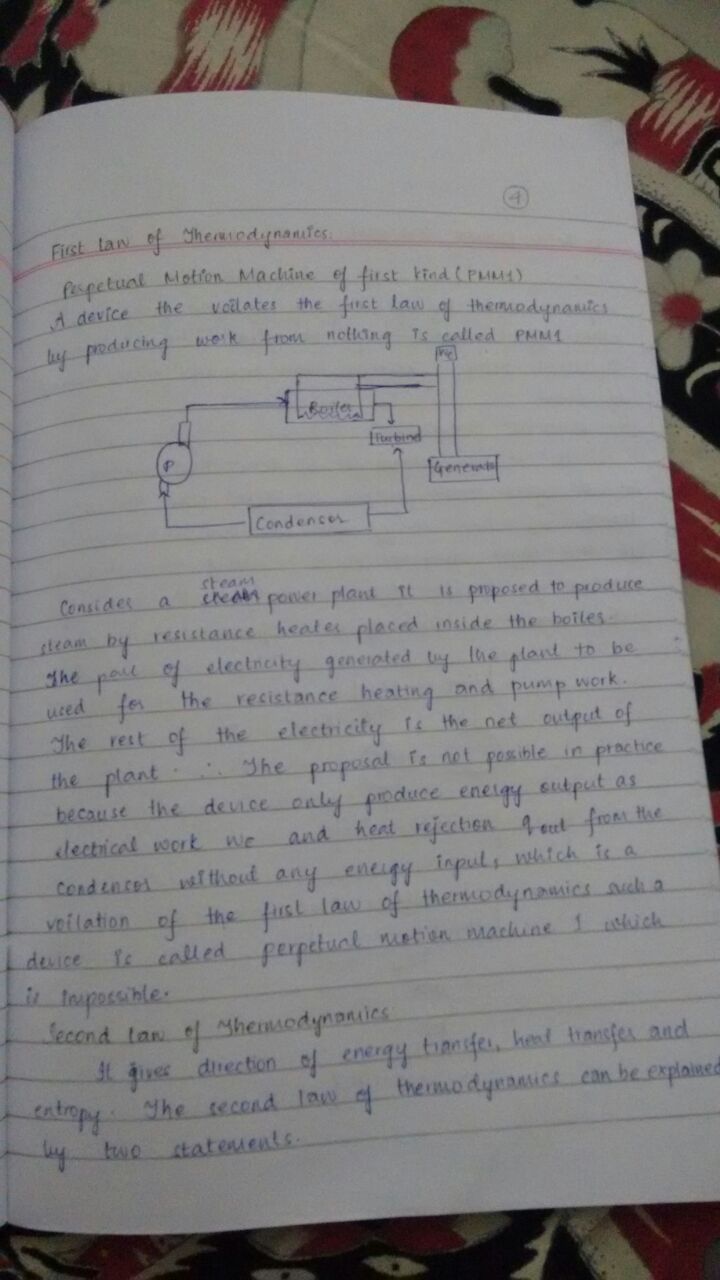 4
First law of Thermodynamics.
Perpetual Motion Machine of first kind (PMM1)
A device the voilates the first law of thermodynamics
by producing work from nothing is called PMM1
Boiler
Turbine
P
Generator
Condensor
steam
Consider a power plant it is proposed to produce
steam by resistance heater placed inside the boiler.
The part of electricity generated by the plant to be
used for the resistance heating and pump work.
The rest of the electricity is the net output of
the plant. ∴ The proposal is not possible in practice
because the device only produce energy output as
electrical work We and heat rejection q out from the
condensor without any energy input, which is a
voilation of the first law of thermodynamics such a
device is called perpetual motion machine 1 which
is impossible.
Second law of Thermodynamics
It gives direction of energy transfer, heat transfer and
entropy. The second law of thermodynamics can be explained
by two statements.